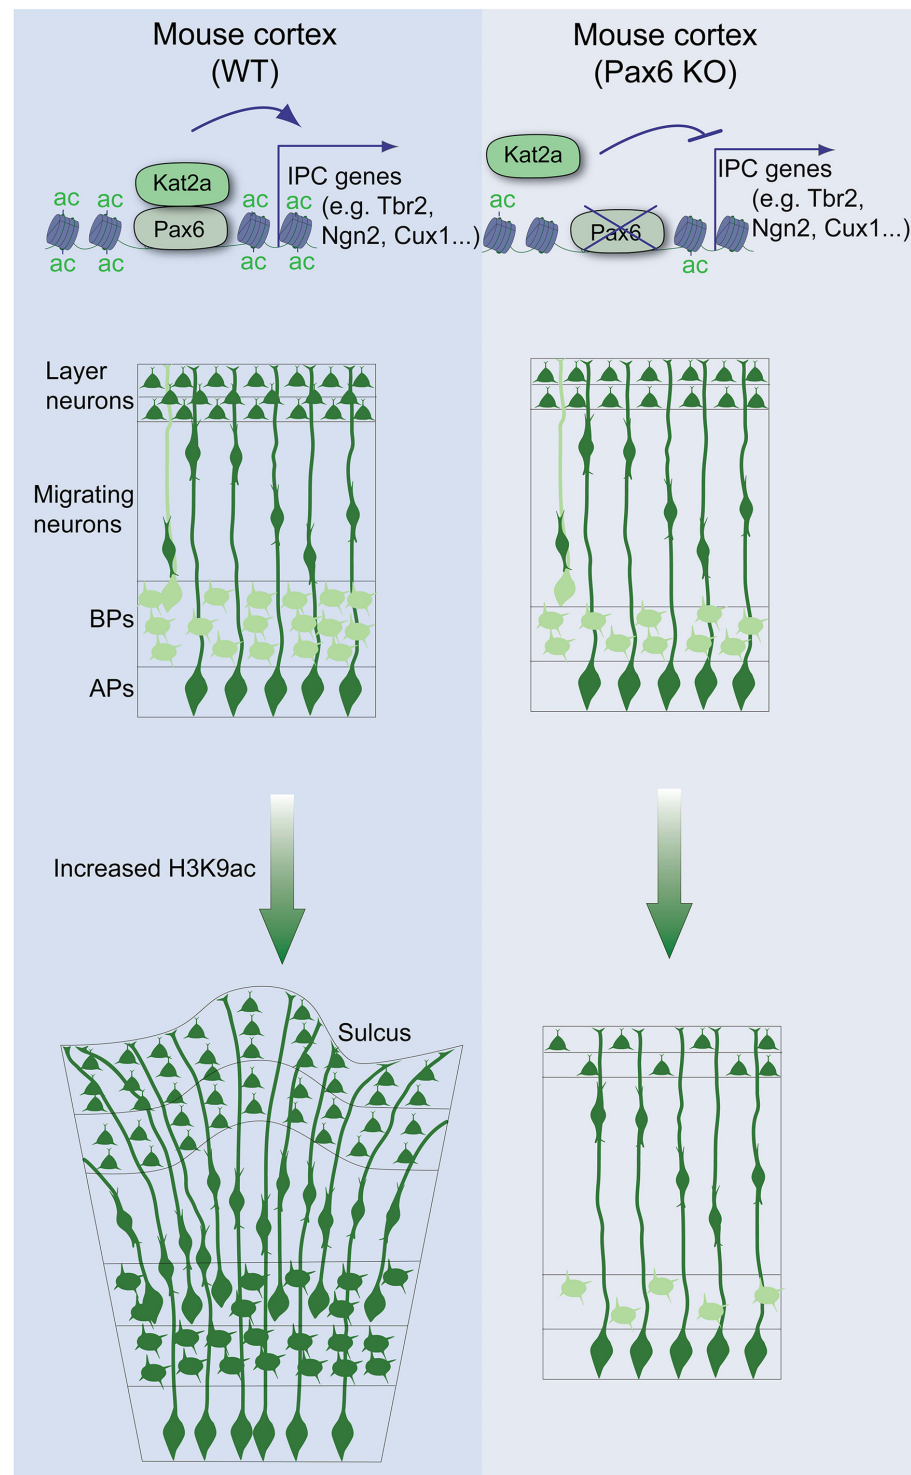 Mouse cortex
(WT)
Kat2a
Pax6
ac
ac
ac
ac
ac
ac
ac
ac
IPC genes
(e.g. Tbr2,
Ngn2, Cux1...)
Mouse cortex
(Pax6 KO)
Kat2a
ac
Pax6
ac
IPC genes
(e.g. Tbr2,
Ngn2, Cux1...)
Layer
neurons
Migrating
neurons
BPs
APs
Increased H3K9ac
Sulcus